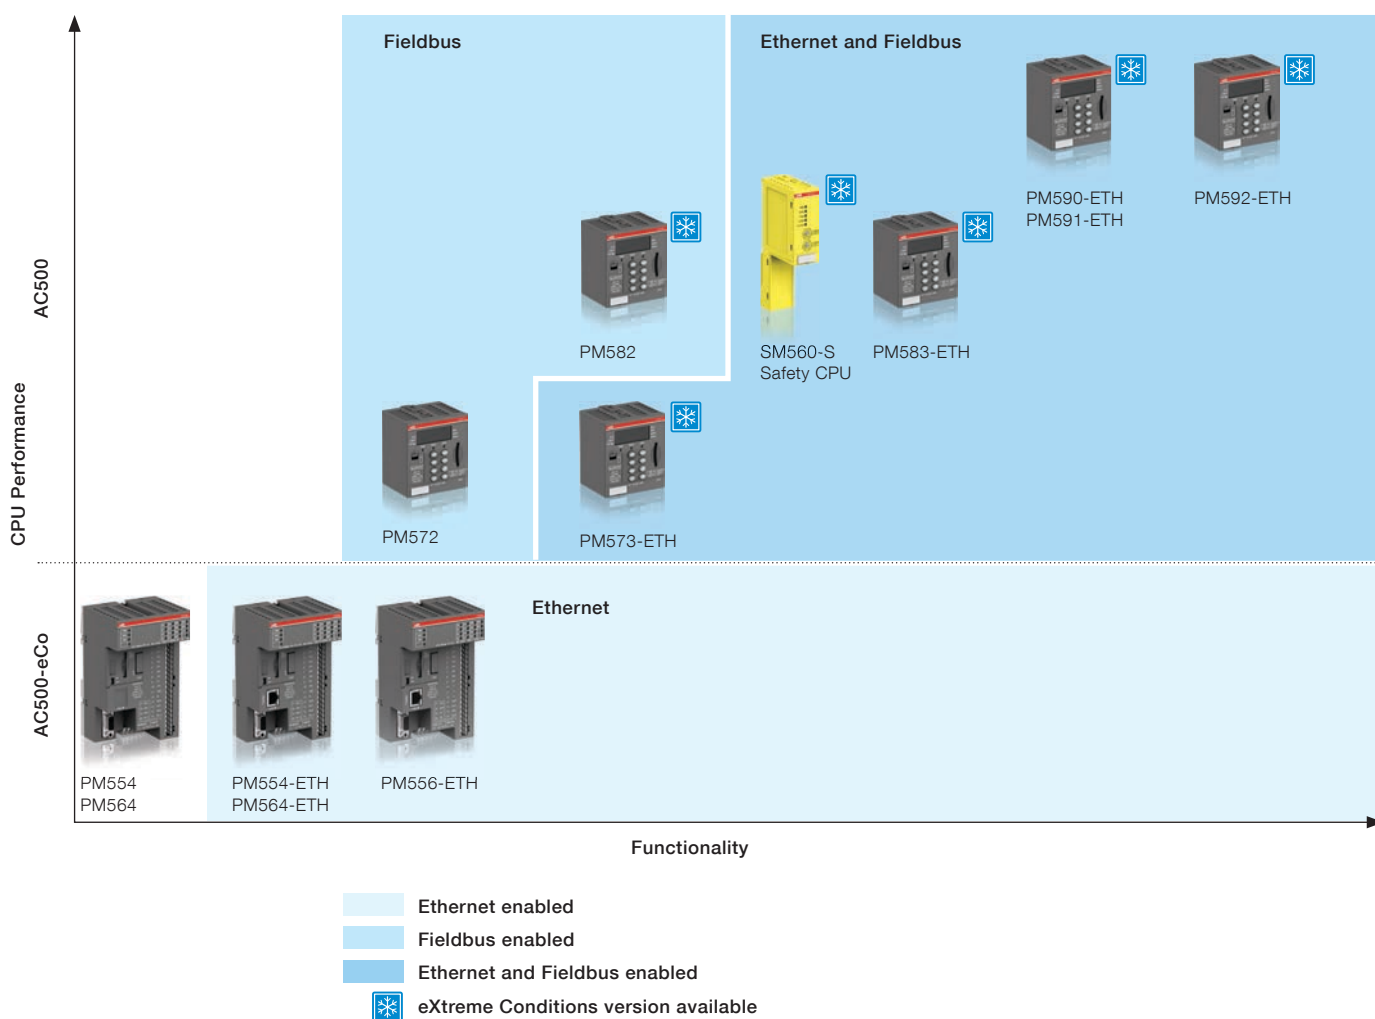 Fieldbus
Ethernet and Fieldbus
PM590-ETH
PM591-ETH
PM592-ETH
AC500
PM582
SM560-S
Safety CPU
PM583-ETH
CPU Performance
PM572
PM573-ETH
Ethernet
AC500-eCo
PM554
PM564
PM554-ETH
PM564-ETH
PM556-ETH
Functionality
Ethernet enabled
Fieldbus enabled
Ethernet and Fieldbus enabled
eXtreme Conditions version available